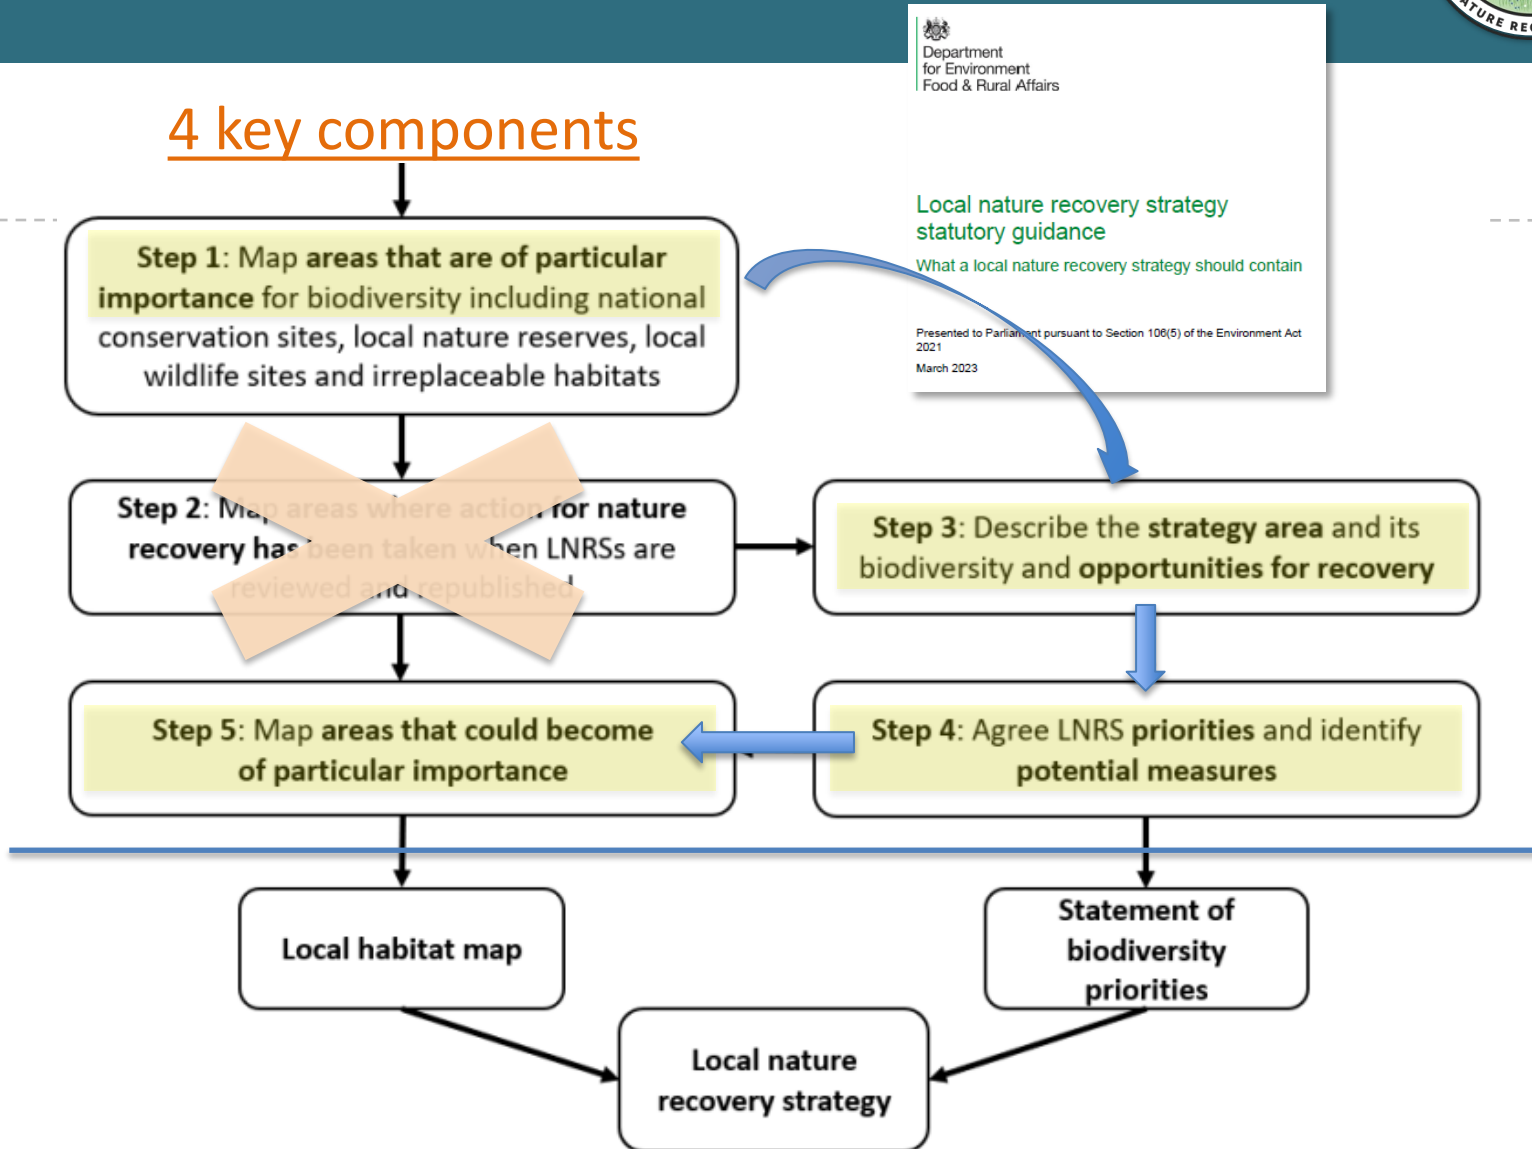 NATURE REC
Department
for Environment
Food & Rural Affairs
4 key components
Local nature recovery strategy
statutory guidance
What a local nature recovery strategy should contain
Presented to Parliament pursuant to Section 106(5) of the Environment Act
2021
March 2023
Step 1: Map areas that are of particular
importance for biodiversity including national
conservation sites, local nature reserves, local
wildlife sites and irreplaceable habitats
Step 2: Map areas where action for nature
recovery has been taken when LNRSs are
reviewed and republished
Step 3: Describe the strategy area and its
biodiversity and opportunities for recovery
Step 5: Map areas that could become
of particular importance
Step 4: Agree LNRS priorities and identify
potential measures
Local habitat map
Statement of
biodiversity
priorities
Local nature
recovery strategy